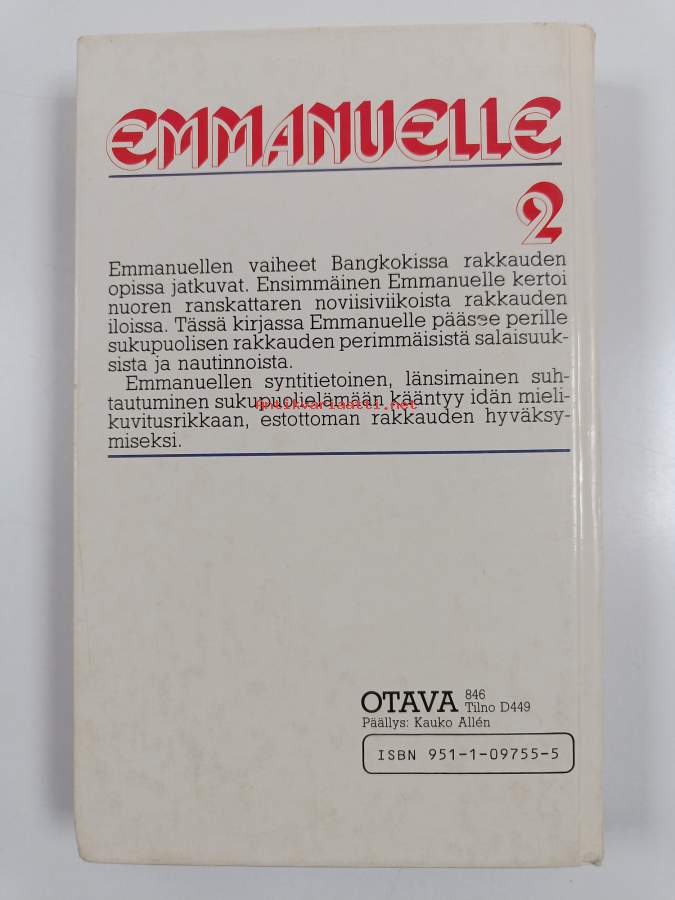 EMMANUELLE
2
Emmanuellen vaiheet Bangkokissa rakkauden
opissa jatkuvat. Ensimmäinen Emmanuelle kertoi
nuoren ranskattaren noviisiviikoista rakkauden
iloissa. Tässä kirjassa Emmanuelle pääsee perille
sukupuolisen rakkauden perimmäisistä salaisuuk-
sista ja nautinnoista.
Emmanuellen syntitietoinen, länsimainen suh-
tautuminen sukupuolielämään kääntyy idän mieli-
antikvariaatti.net
kuvitusrikkaan, estottoman rakkauden hyväksy-
miseksi.
OTAVA 846
Tilno D449
Päällys: Kauko Allén
ISBN 951-1-09755-5